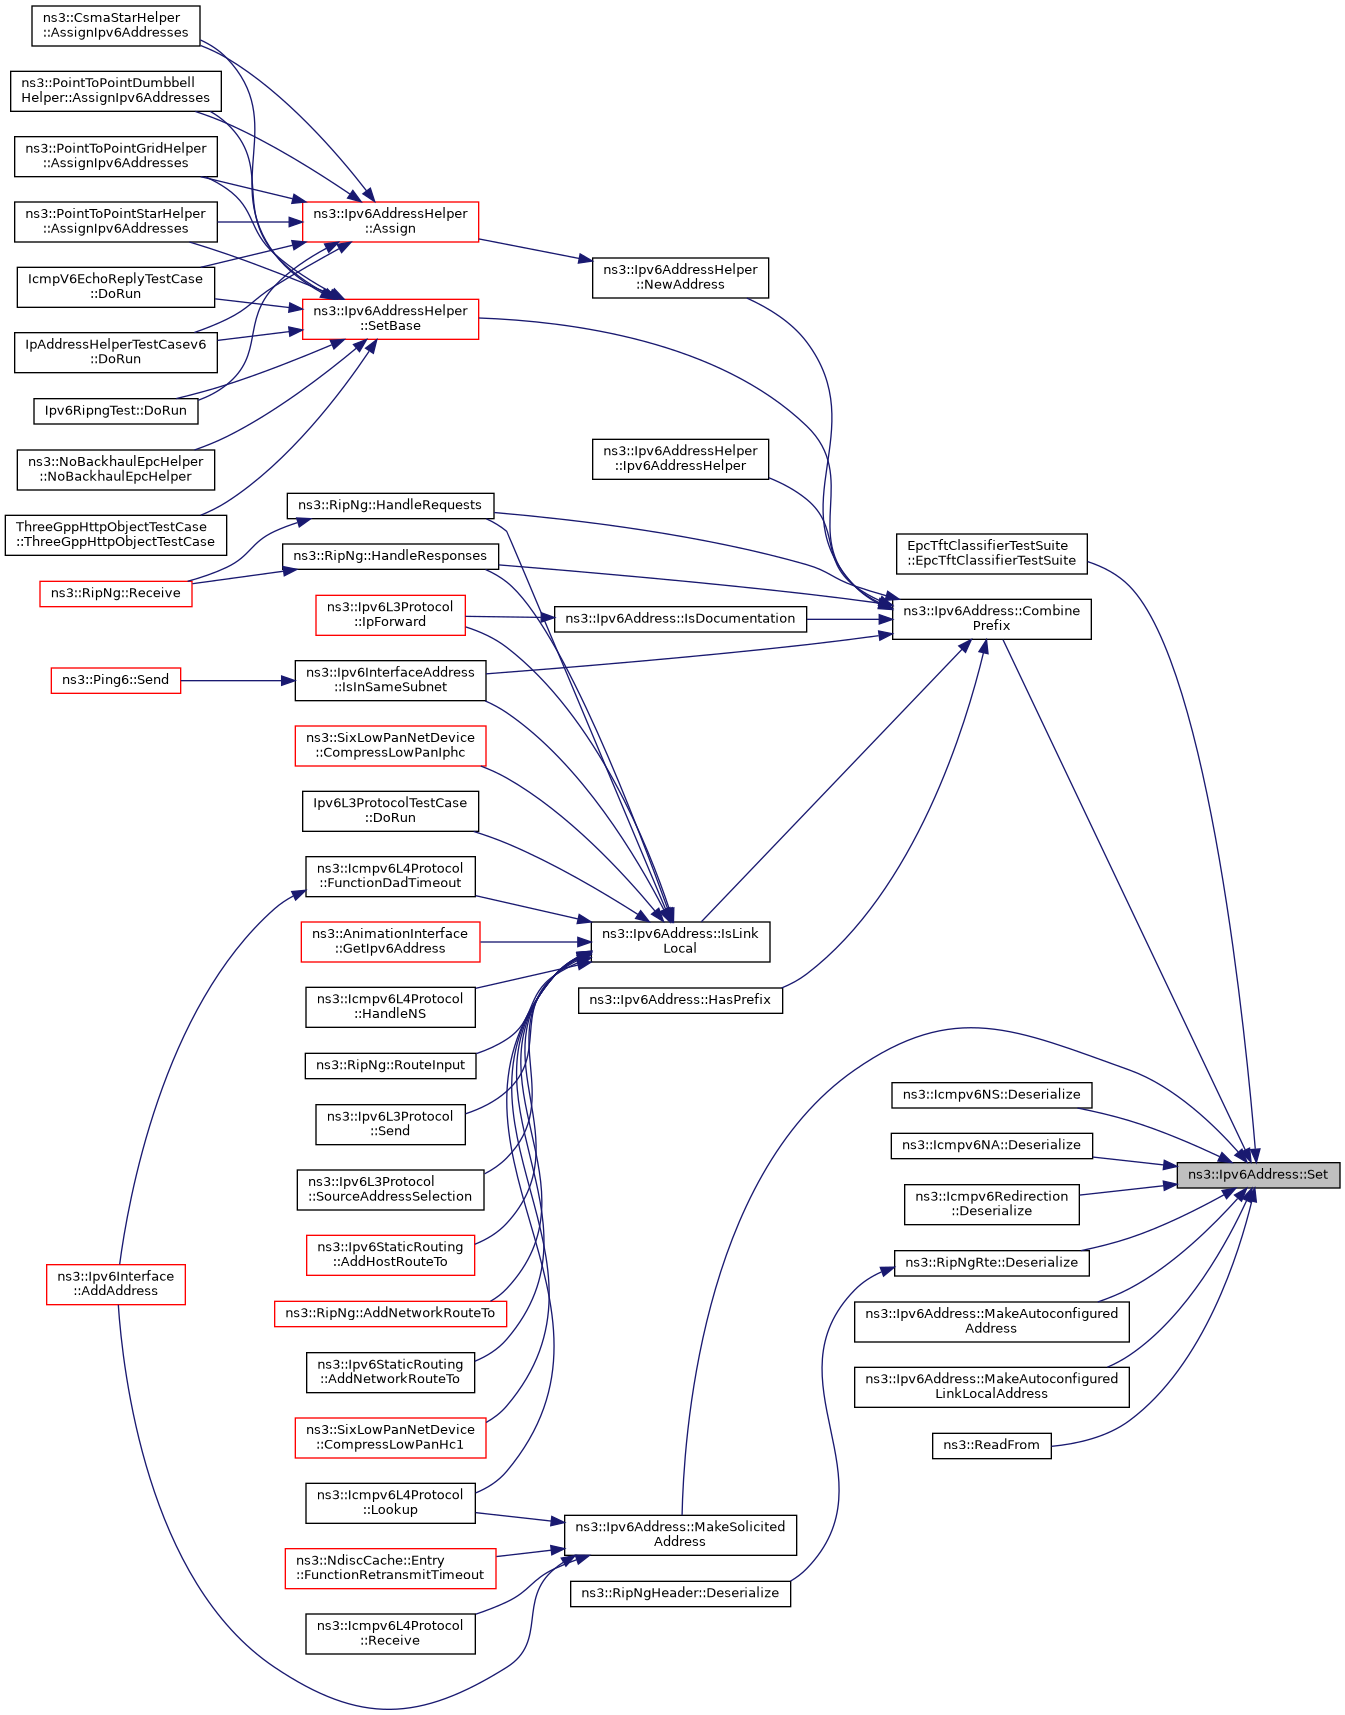 ns3::CsmaStarHelper
::AssignIpv6Addresses
ns3::PointToPointDumbbell
Helper::AssignIpv6Addresses
ns3::PointToPointGridHelper
::AssignIpv6Addresses
ns3::PointToPointStarHelper
::AssignIpv6Addresses
IcmpV6EchoReplyTestCase
::DoRun
IpAddressHelperTestCasev6
::DoRun
Ipv6RipngTest::DoRun
ns3::NoBackhaulEpcHelper
::NoBackhaulEpcHelper
ThreeGppHttpObjectTestCase
::ThreeGppHttpObjectTestCase
ns3::RipNg::Receive
ns3::Ping6::Send
ns3::Ipv6Interface
::AddAddress
ns3::Ipv6AddressHelper
::Assign
ns3::Ipv6AddressHelper
::SetBase
ns3::RipNg::HandleRequests
ns3::RipNg::HandleResponses
ns3::Ipv6L3Protocol
::IpForward
ns3::Ipv6InterfaceAddress
::IsInSameSubnet
ns3::SixLowPanNetDevice
::CompressLowPanIphc
Ipv6L3ProtocolTestCase
::DoRun
ns3::Icmpv6L4Protocol
::FunctionDadTimeout
ns3::AnimationInterface
::GetIpv6Address
ns3::Icmpv6L4Protocol
::HandleNS
ns3::RipNg::RouteInput
ns3::Ipv6L3Protocol
::Send
ns3::Ipv6L3Protocol
::SourceAddressSelection
ns3::Ipv6StaticRouting
::AddHostRouteTo
ns3::RipNg::AddNetworkRouteTo
ns3::Ipv6StaticRouting
::AddNetworkRouteTo
ns3::SixLowPanNetDevice
::CompressLowPanHc1
ns3::Icmpv6L4Protocol
::Lookup
ns3::NdiscCache::Entry
::FunctionRetransmitTimeout
ns3::Icmpv6L4Protocol
::Receive
ns3::Ipv6AddressHelper
::NewAddress
ns3::Ipv6AddressHelper
::Ipv6AddressHelper
ns3::Ipv6Address::IsDocumentation
ns3::Ipv6Address::IsLink
Local
ns3::Ipv6Address::HasPrefix
ns3::Ipv6Address::MakeSolicited
Address
ns3::RipNgHeader::Deserialize
EpcTftClassifierTestSuite
::EpcTftClassifierTestSuite
ns3::Ipv6Address::Combine
Prefix
ns3::Icmpv6NS::Deserialize
ns3::Icmpv6NA::Deserialize
ns3::Icmpv6Redirection
::Deserialize
ns3::RipNgRte::Deserialize
ns3::Ipv6Address::MakeAutoconfigured
Address
ns3::Ipv6Address::MakeAutoconfigured
LinkLocalAddress
ns3::ReadFrom
ns3::Ipv6Address::Set